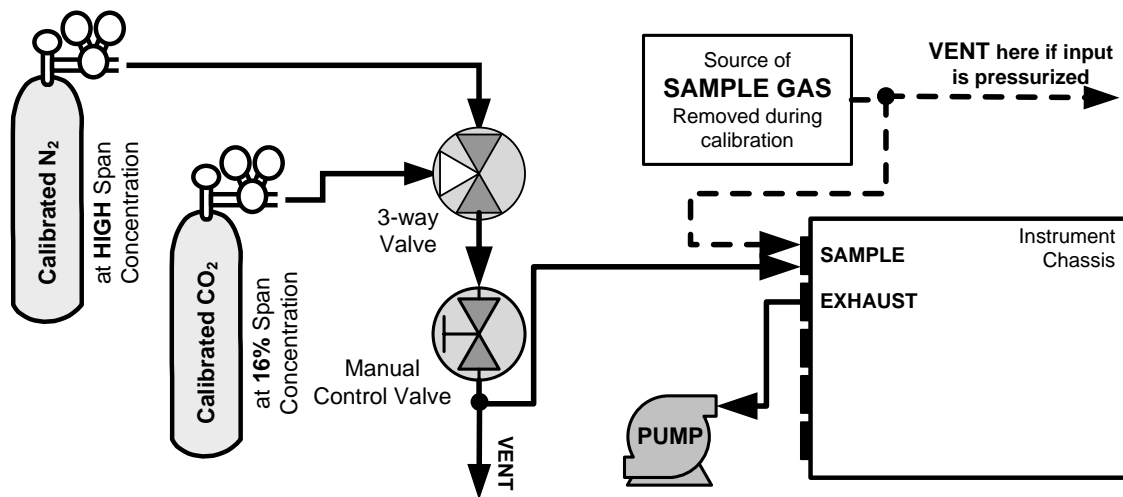 Calibrated N₂
at HIGH Span
Concentration
Calibrated CO₂
at 16% Span
Concentration
3-way
Valve
Manual
Control Valve
VENT
Source of
SAMPLE GAS
Removed during
calibration
VENT here if input
is pressurized
SAMPLE
EXHAUST
Instrument
Chassis
PUMP